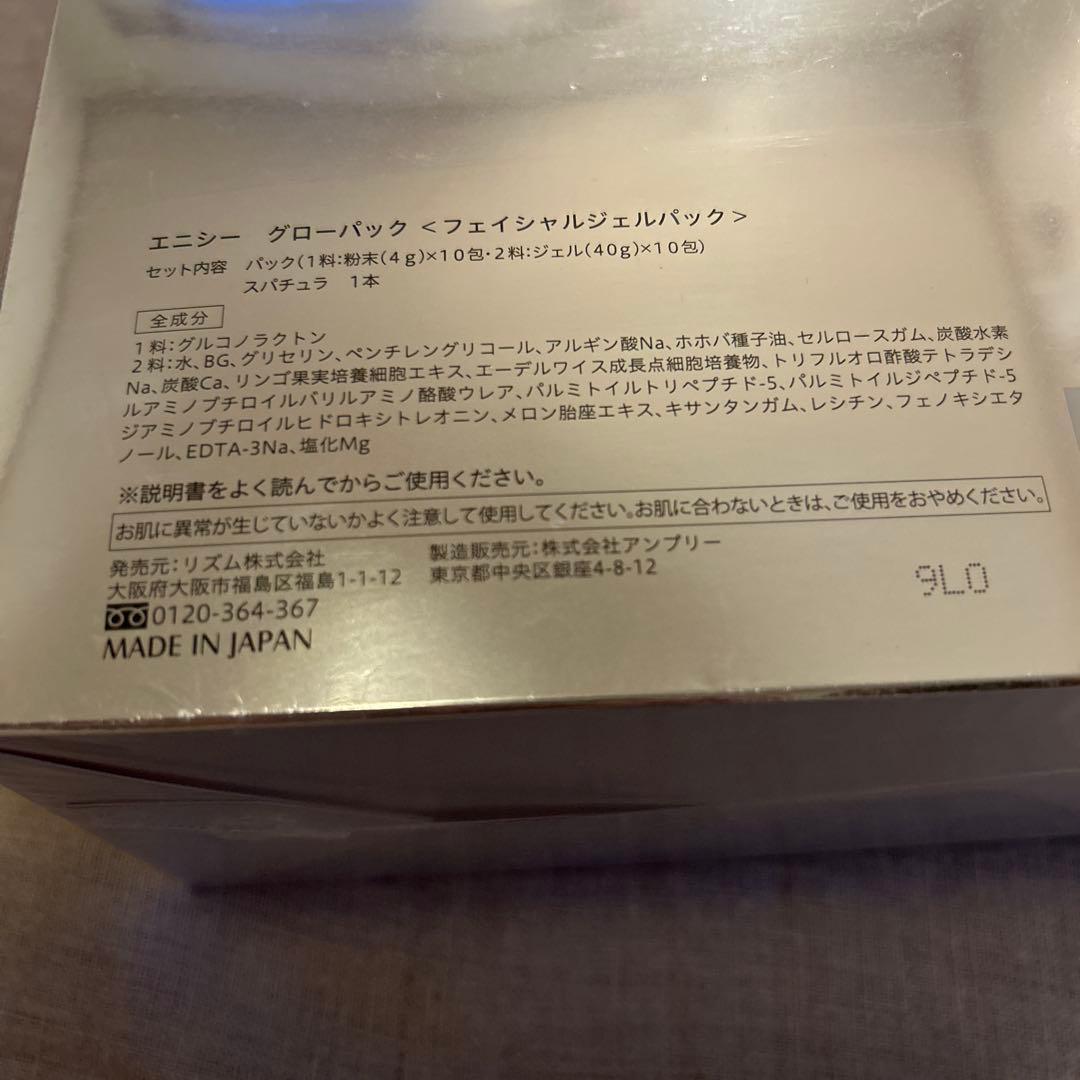 エニシー　グローパック＜フェイシャルジェルパック＞
セット内容　パック(1料:粉末(4g)×10包・2料:ジェル(40g)×10包)
スパチュラ　1本
全成分
1料:グルコノラクトン
2料:水、BG、グリセリン、ペンチレングリコール、アルギン酸Na、ホホバ種子油、セルロースガム、炭酸水素
Na、炭酸Ca、リンゴ果実培養細胞エキス、エーデルワイス成長点細胞培養物、トリフルオロ酢酸テトラデシ
ルアミノブチロイルバリルアミノ酪酸ウレア、パルミトイルトリペプチド-5、パルミトイルジペプチド-5
ジアミノブチロイルヒドロキシトレオニン、メロン胎座エキス、キサンタンガム、レシチン、フェノキシエタ
ノール、EDTA-3Na、塩化Mg
※説明書をよく読んでからご使用ください。
お肌に異常が生じていないかよく注意して使用してください。お肌に合わないときは、ご使用をおやめください。
発売元:リズム株式会社
大阪府大阪市福島区福島1-1-12
0120-364-367
MADE IN JAPAN
製造販売元:株式会社アンプリー
東京都中央区銀座4-8-12
9L0